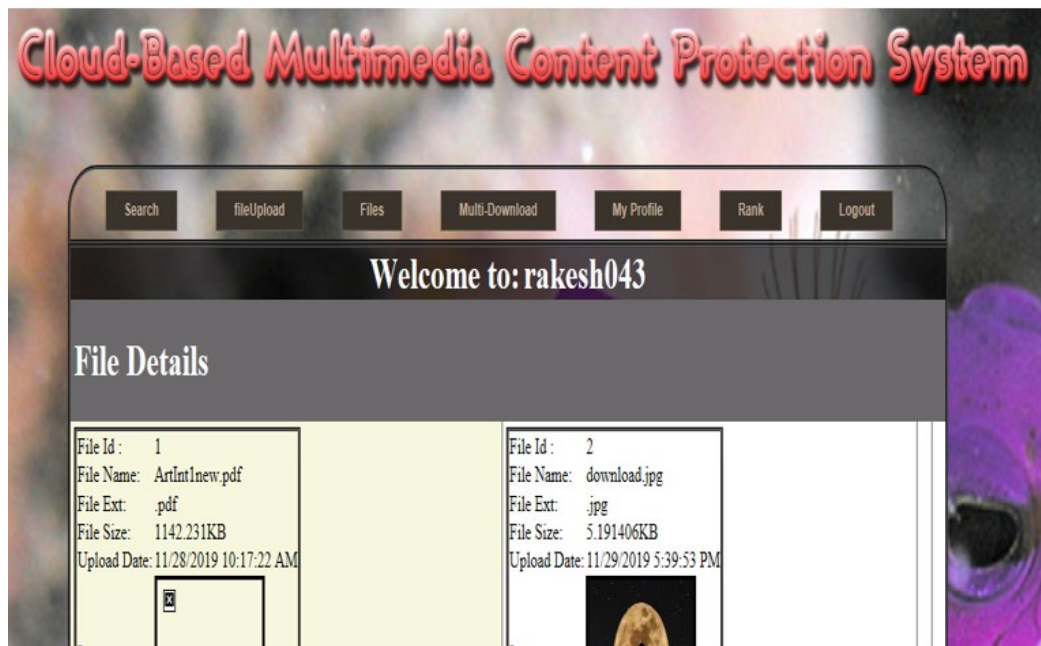 Cloud-Based Multimedia Content Protection System
Search fileUpload Files Multi-Download My Profile Rank Logout
Welcome to: rakesh043
File Details
File Id : 1
File Name: ArtInt1new.pdf
File Ext: .pdf
File Size: 1142.231KB
Upload Date: 11/28/2019 10:17:22 AM
File Id : 2
File Name: download.jpg
File Ext: .jpg
File Size: 5.191406KB
Upload Date: 11/29/2019 5:39:53 PM